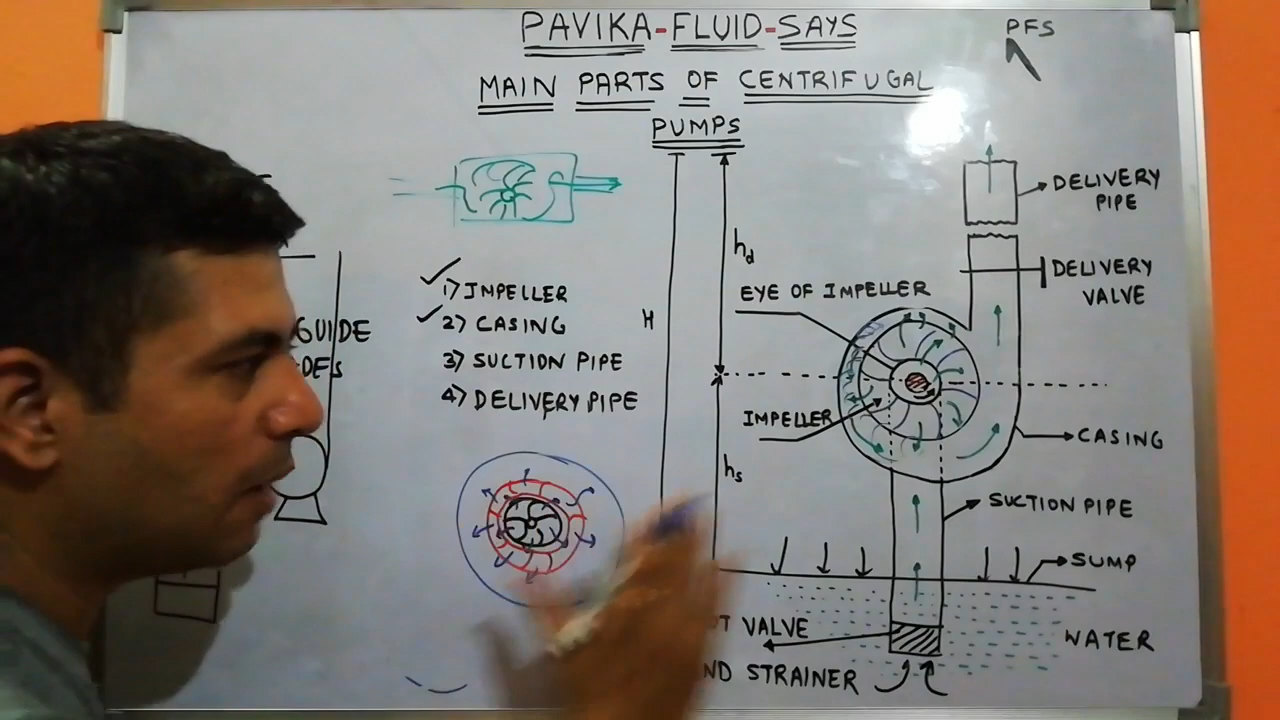 PAVIKA-FLUID-SAYS
PFS
MAIN PARTS OF CENTRIFUGAL
PUMPS
DELIVERY
PIPE
hd
DELIVERY
VALVE
1) IMPELLER
EYE OF IMPELLER
2) CASING
H
GUIDE
3) SUCTION PIPE
4) DELIVERY PIPE
IMPELLER
CASING
hs
SUCTION PIPE
SUMP
VALVE
WATER
STRAINER